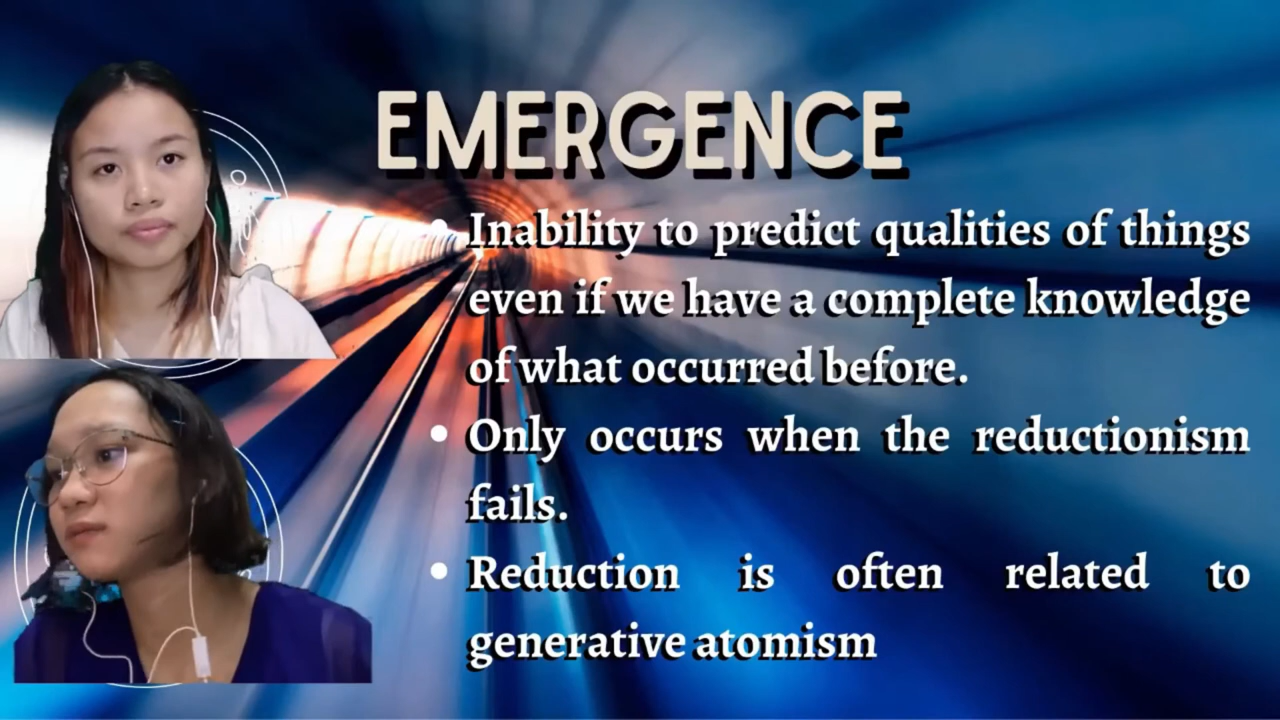 EMERGENCE
• Inability to predict qualities of things
even if we have a complete knowledge
of what occurred before.
• Only occurs when the reductionism
fails.
• Reduction is often related to
generative atomism